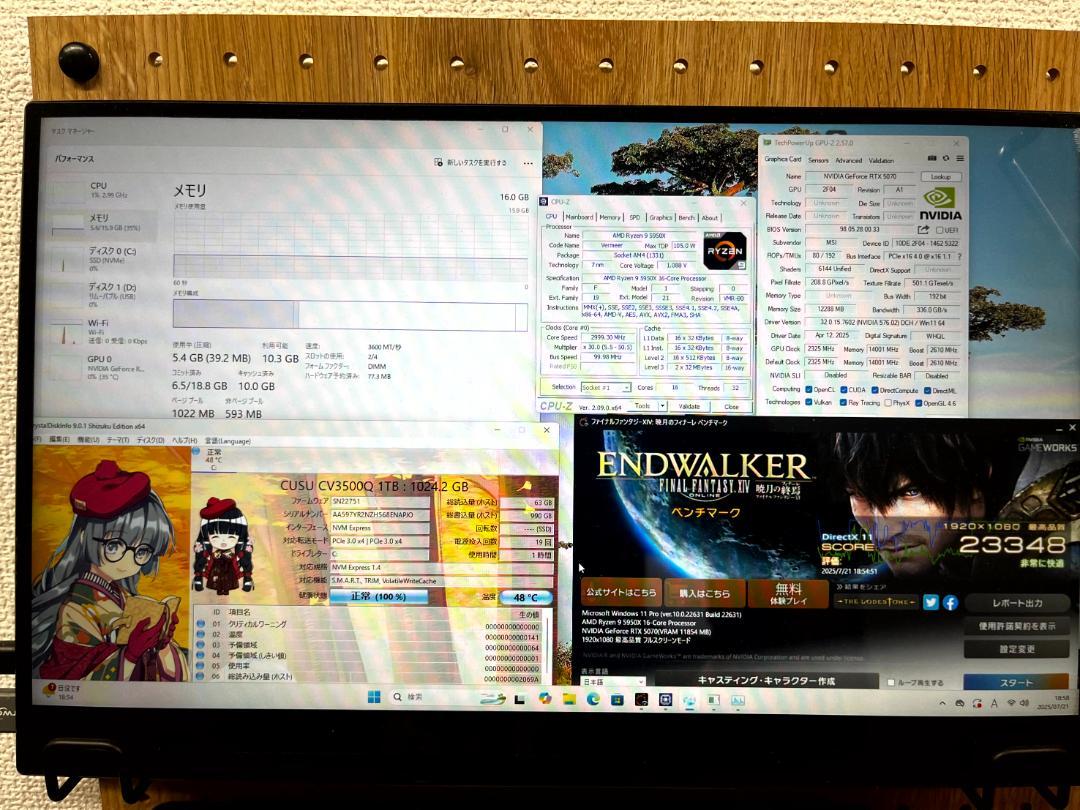 タスク マネージャー
パフォーマンス
新しいタスクを実行する
CPU
1% 2.99 GHz
メモリ
5.6/15.9 GB (35%)
ディスク 0 (C:)
SSD (NVMe)
0%
ディスク 1 (D:)
リムーバブル (USB)
0%
Wi-Fi
Wi-Fi
送信: 0 受信: 0 Kbps
GPU 0
NVIDIA GeForce R...
0% (35 °C)
メモリ
16.0 GB
メモリ使用量
15.9 GB
60 秒
0
メモリ構成
使用中 (圧縮)
5.4 GB (39.2 MB)
利用可能
10.3 GB
コミット済み
6.5/18.8 GB
キャッシュ済み
10.0 GB
ページ プール
1022 MB
非ページ プール
593 MB
速度: 3600 MT/秒
スロットの使用: 2/4
フォーム ファクター: DIMM
ハードウェア予約済み: 77.3 MB
CPU-Z
CPU Mainboard Memory SPD Graphics Bench About
Processor
Name AMD Ryzen 9 5950X
Code Name Vermeer Max TDP 105.0 W
Package Socket AM4 (1331)
Technology 7 nm Core Voltage 1.088 V
AMD
RYZEN
9
Specification AMD Ryzen 9 5950X 16-Core Processor
Family F Model 1 Stepping 0
Ext. Family 19 Ext. Model 21 Revision VMR-B0
Instructions MMX(+), SSE, SSE2, SSE3, SSSE3, SSE4.1, SSE4.2, SSE4A,
x86-64, AMD-V, AES, AVX, AVX2, FMA3, SHA
Clocks (Core #0)
Core Speed 2999.30 MHz
Multiplier x 30.0 (5.5 - 50.5)
Bus Speed 99.98 MHz
Rated FSB
Cache
L1 Data 16 x 32 KBytes 8-way
L1 Inst. 16 x 32 KBytes 8-way
Level 2 16 x 512 KBytes 8-way
Level 3 2 x 32 MBytes 16-way
Selection Socket #1 Cores 16 Threads 32
CPU-Z Ver. 2.09.0.x64 Tools Validate Close
TechPowerUp GPU-Z 2.57.0
Graphics Card Sensors Advanced Validation
Name NVIDIA GeForce RTX 5070 Lookup
GPU 2F04 Revision A1
Technology Unknown Die Size Unknown
Release Date Unknown Transistors Unknown
NVIDIA
BIOS Version 98.05.28.00.33 UEFI
Subvendor MSI Device ID 10DE 2F04 - 1462 5322
ROPs/TMUs 80 / 192 Bus Interface PCIe x16 4.0 @ x16 1.1 ?
Shaders 6144 Unified DirectX Support Unknown
Pixel Fillrate 208.8 GPixel/s Texture Fillrate 501.1 GTexel/s
Memory Type Unknown Bus Width 192 bit
Memory Size 12288 MB Bandwidth 336.0 GB/s
Driver Version 32.0.15.7602 (NVIDIA 576.02) DCH / Win11 64
Driver Date Apr 12, 2025 Digital Signature WHQL
GPU Clock 2325 MHz Memory 14001 MHz Boost 2610 MHz
Default Clock 2325 MHz Memory 14001 MHz Boost 2610 MHz
NVIDIA SLI Disabled Resizable BAR Disabled
Computing OpenCL CUDA DirectCompute DirectML
Technologies Vulkan Ray Tracing PhysX OpenGL 4.6
rystalDiskInfo 9.0.1 Shizuku Edition x64
(F) 編集(E) 機能(U) テーマ(T) ディスク(D) ヘルプ(H) 言語(Language)
正常
48 °C
C:
CUSU CV3500Q 1TB : 1024.2 GB
ファームウェア SN22751
シリアルナンバー AA597YR2NZH568ENAPJO
インターフェース NVM Express
対応転送モード PCIe 3.0 x4 | PCIe 3.0 x4
ドライブレター C:
対応規格 NVM Express 1.4
対応機能 S.M.A.R.T., TRIM, VolatileWriteCache
総読込量(ホスト) 63 GB
総書込量(ホスト) 990 GB
回転数 ---- (SSD)
電源投入回数 19 回
使用時間 1 時間
健康状態 正常 (100 %)
温度 48 °C
ID 項目名 生の値
01 クリティカルワーニング 000000000000
02 温度 000000000141
03 予備領域 000000000064
04 予備領域 (しきい値) 000000000001
05 使用率 000000000000
06 総読み込み量 (ホスト) 00000002069A
ファイナルファンタジーXIV: 暁月のフィナーレ ベンチマーク
ENDWALKER
FINAL FANTASY XIV
ONLINE
暁月の終焉
ベンチマーク
NVIDIA
GAMEWORKS
1920×1080 最高品質
DirectX 11
SCORE
23348
評価:
非常に快適
2025/7/21 18:54:51
公式サイトはこちら
購入はこちら
無料
体験プレイ
結果をシェア
THE LODESTONE
レポート出力
使用許諾契約を表示
設定変更
Microsoft Windows 11 Pro (ver.10.0.22631 Build 22631)
AMD Ryzen 9 5950X 16-Core Processor
NVIDIA GeForce RTX 5070(VRAM 11854 MB)
1920x1080 最高品質 フルスクリーンモード
表示言語
日本語
キャスティング・キャラクター作成
ループ再生する
スタート
日没です
18:54
検索
A
18:58
2025/07/21